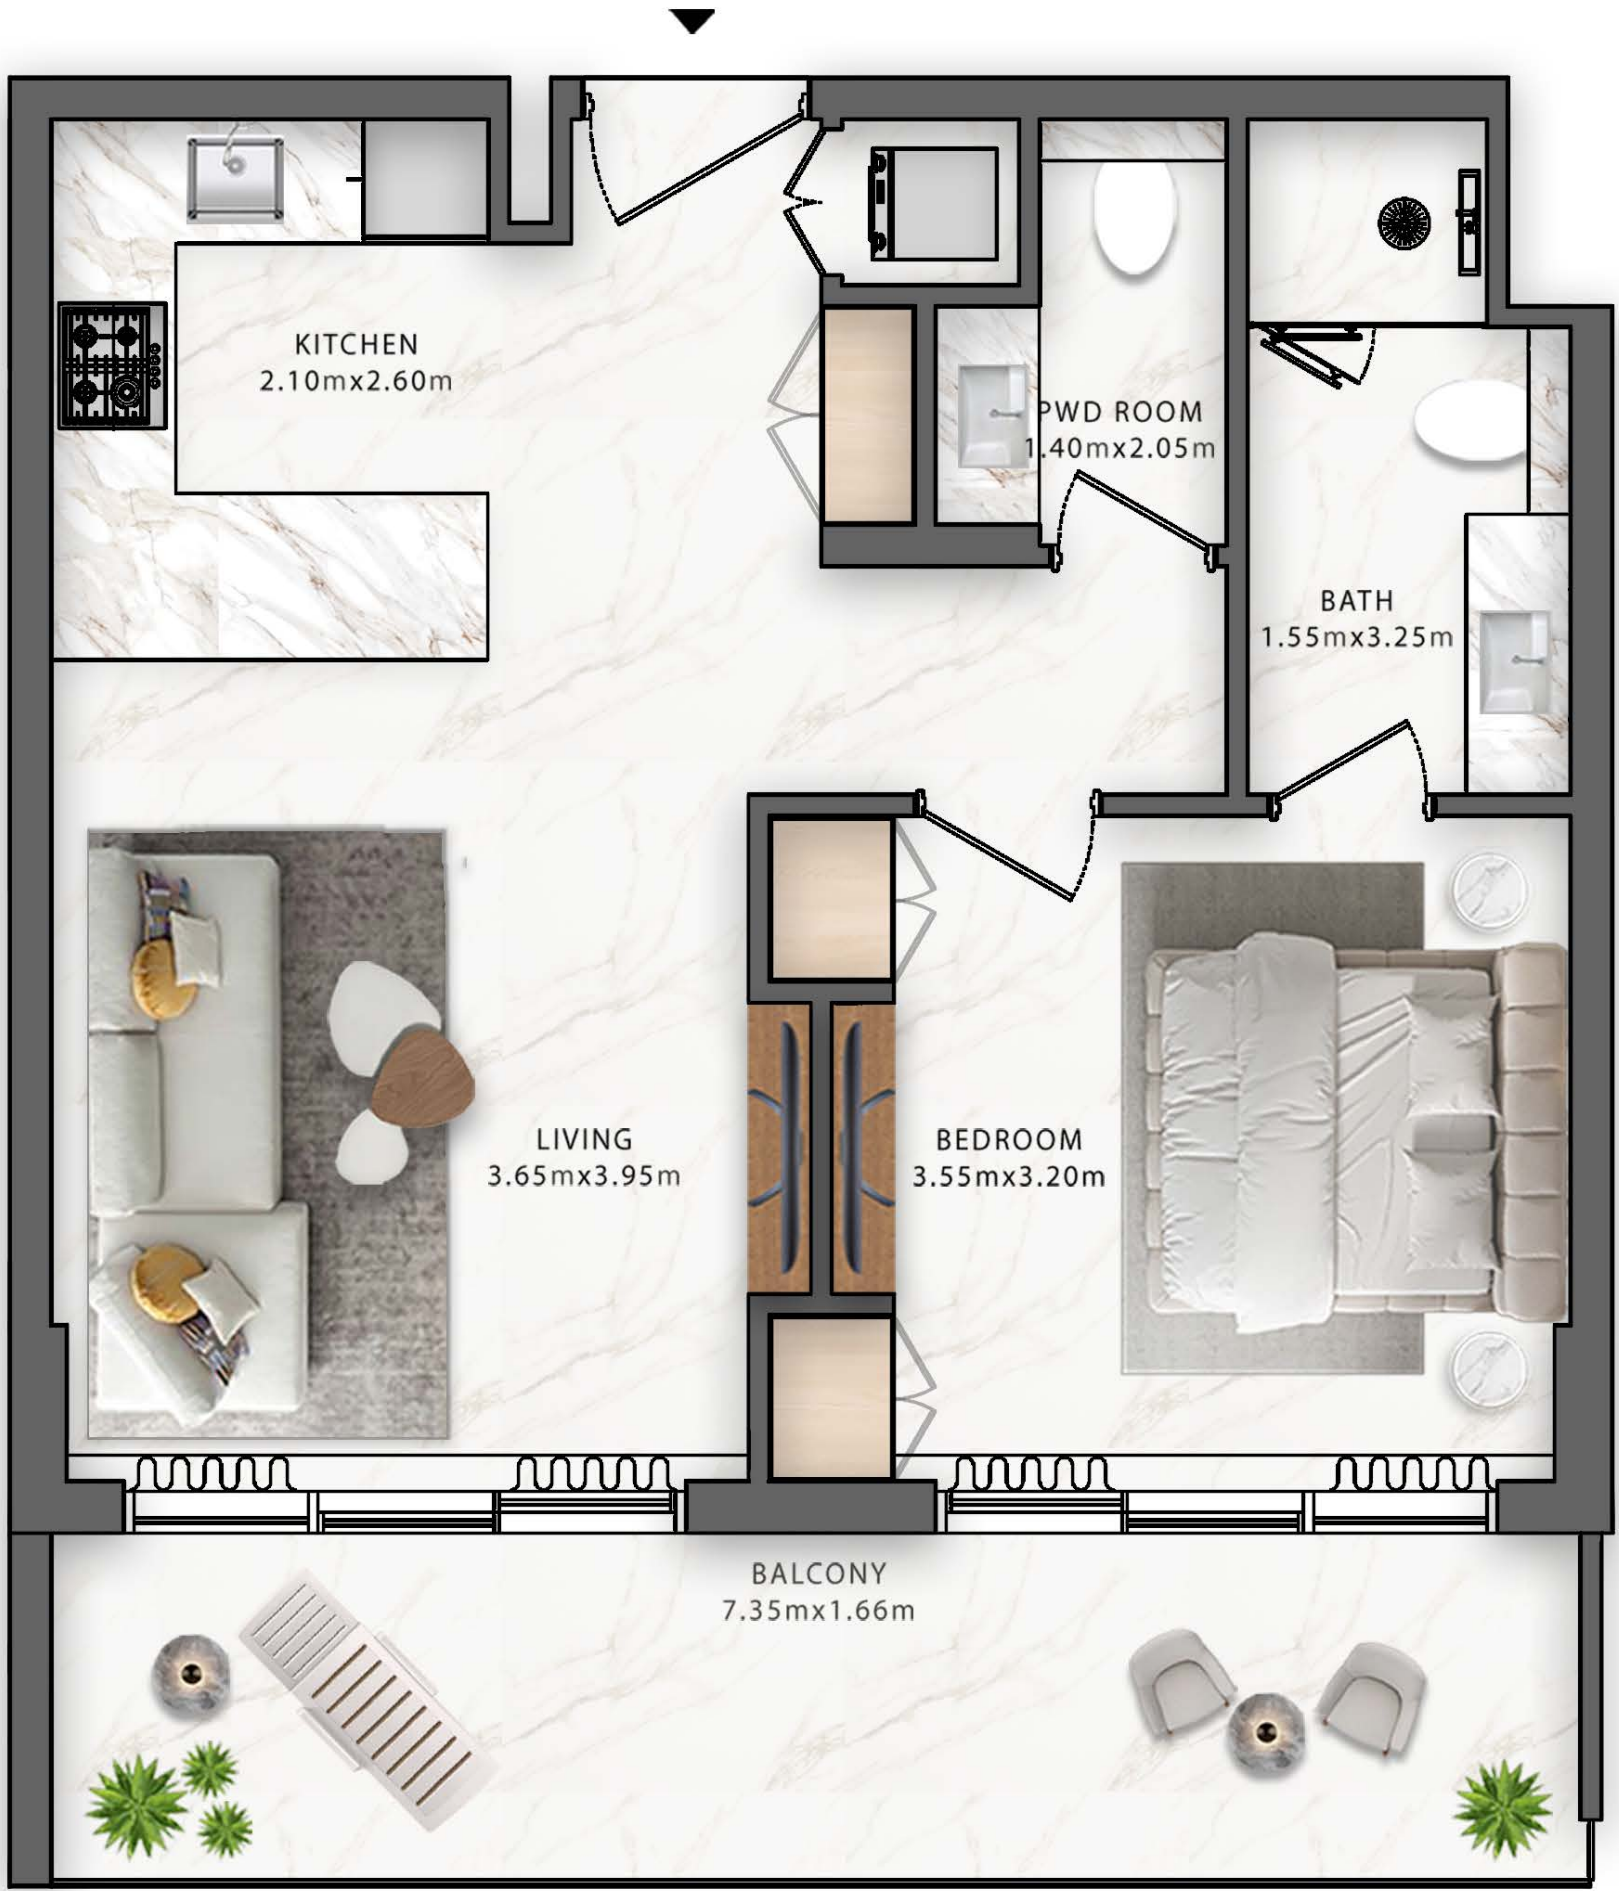 KITCHEN
2.10mx2.60m
PWD ROOM
1.40mx2.05m
BATH
1.55mx3.25m
LIVING
3.65mx3.95m
BEDROOM
3.55mx3.20m
BALCONY
7.35mx1.66m